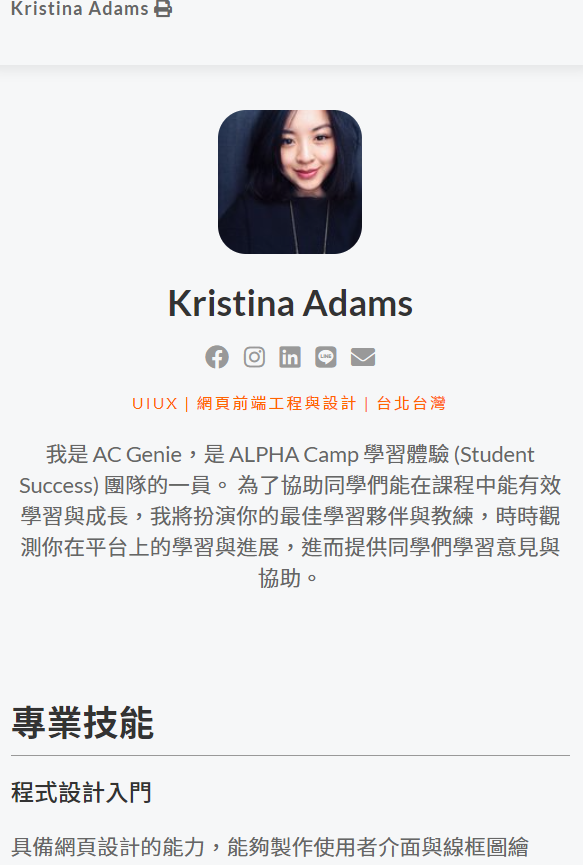 Kristina Adams
Kristina Adams
UIUX | 網頁前端工程與設計 | 台北台灣
我是 AC Genie，是 ALPHA Camp 學習體驗 (Student
Success) 團隊的一員。 為了協助同學們能在課程中能有效
學習與成長，我將扮演你的最佳學習夥伴與教練，時時觀
測你在平台上的學習與進展，進而提供同學們學習意見與
協助。
專業技能
程式設計入門
具備網頁設計的能力，能夠製作使用者介面與線框圖繪